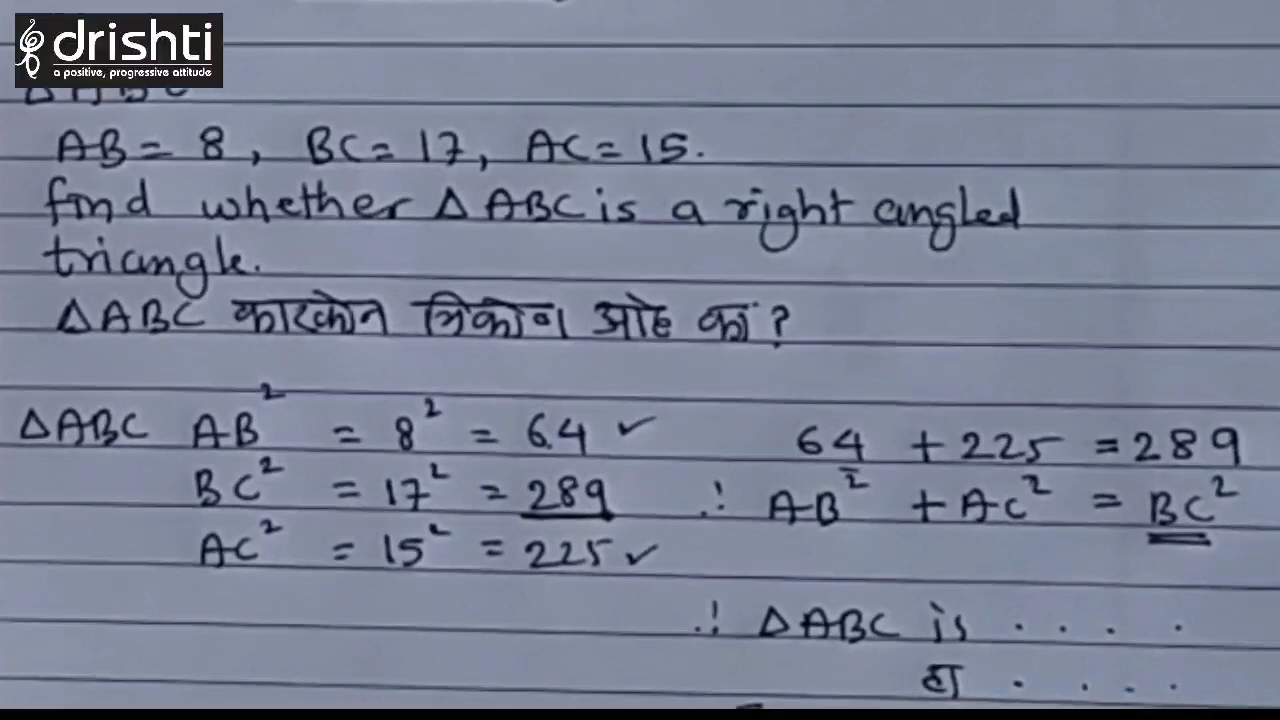 drishti
a positive, progressive attitude
△ABC
AB = 8, BC = 17, AC = 15.
find whether △ABC is a right angled
triangle.
△ABC काटकोन त्रिकोण आहे का?
△ABC AB² = 8² = 64 ✓ 64 + 225 = 289
BC² = 17² = 289 ∴ AB² + AC² = BC²
AC² = 15² = 225 ✓
∴ △ABC is . . . .
हा . . . .